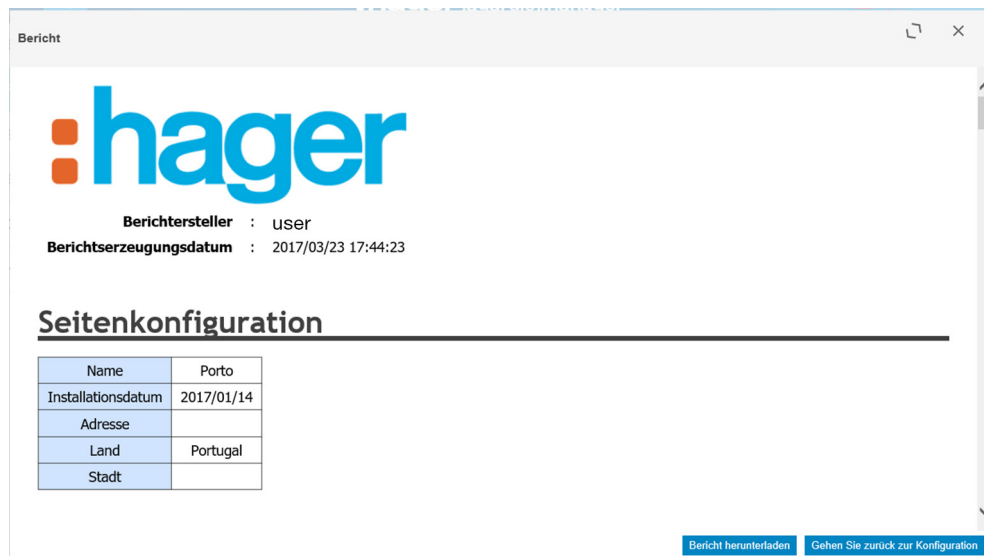 Bericht
:hager
Berichtersteller : user
Berichtserzeugungsdatum : 2017/03/23 17:44:23
Seitenkonfiguration
Name Porto
Installationsdatum 2017/01/14
Adresse
Land Portugal
Stadt
Bericht herunterladen Gehen Sie zurück zur Konfiguration